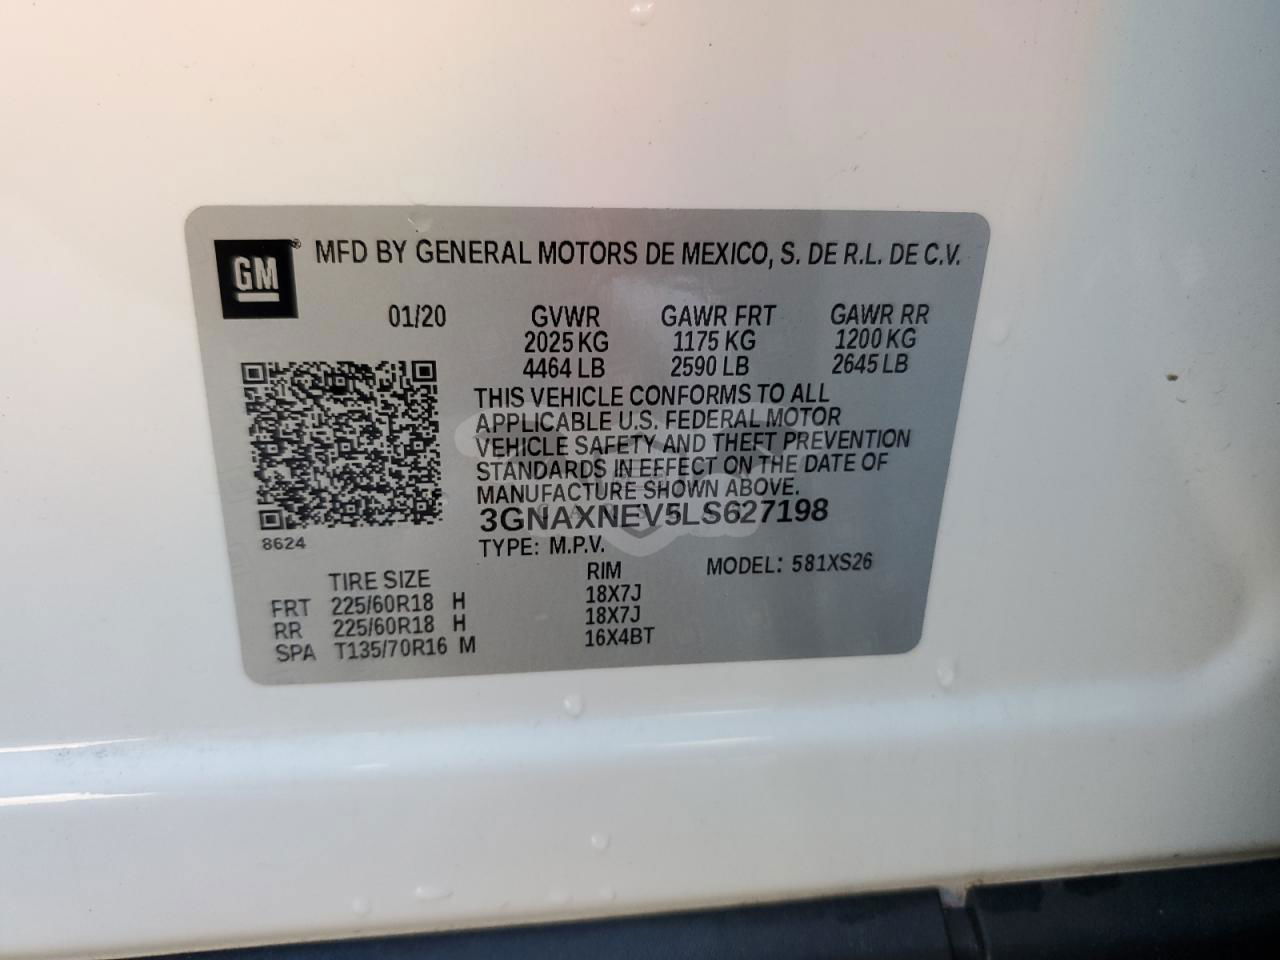 GM ® MFD BY GENERAL MOTORS DE MEXICO, S. DE R.L. DE C.V.
01/20 GVWR GAWR FRT GAWR RR
2025 KG 1175 KG 1200 KG
4464 LB 2590 LB 2645 LB
THIS VEHICLE CONFORMS TO ALL
APPLICABLE U.S. FEDERAL MOTOR
VEHICLE SAFETY AND THEFT PREVENTION
STANDARDS IN EFFECT ON THE DATE OF
MANUFACTURE SHOWN ABOVE.
3GNAXNEV5LS627198
8624
TYPE: M.P.V. MODEL: 581XS26
TIRE SIZE RIM
FRT 225/60R18 H 18X7J
RR 225/60R18 H 18X7J
SPA T135/70R16 M 16X4BT